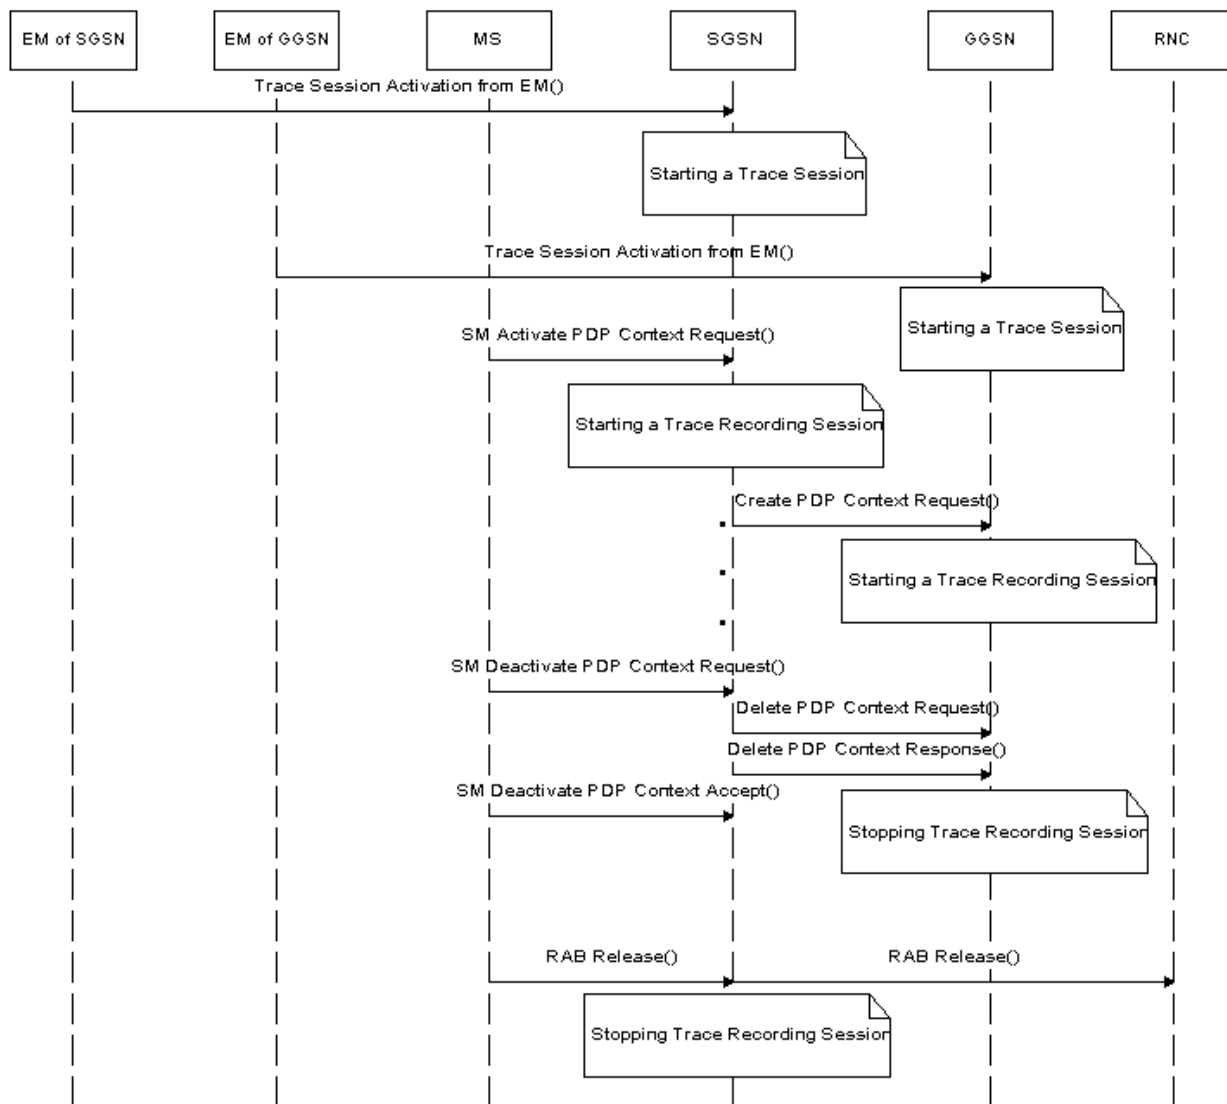 EM of SGSN
EM of GGSN
MS
SGSN
GGSN
RNC
Trace Session Activation from EM()
Starting a Trace Session
Trace Session Activation from EM()
Starting a Trace Session
SM Activate PDP Context Request()
Starting a Trace Recording Session
Create PDP Context Request()
Starting a Trace Recording Session
SM Deactivate PDP Context Request()
Delete PDP Context Request()
Delete PDP Context Response()
SM Deactivate PDP Context Accept()
Stopping Trace Recording Session
RAB Release()
RAB Release()
Stopping Trace Recording Session